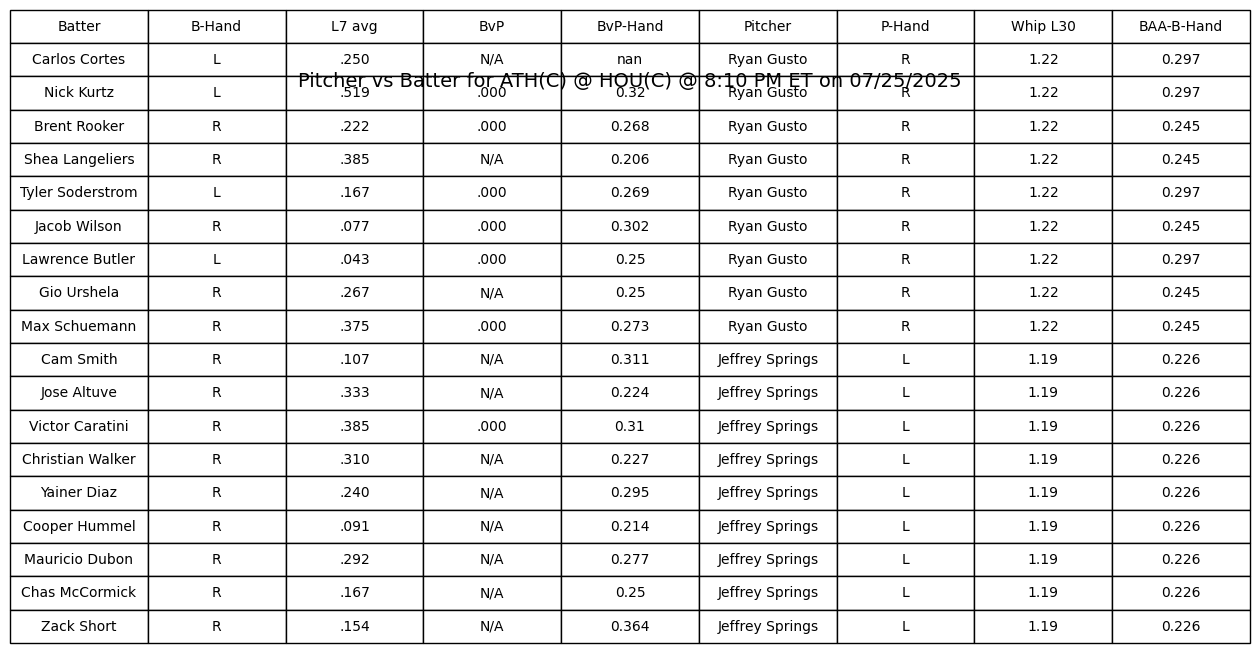 Batter B-Hand L7 avg BvP BvP-Hand Pitcher P-Hand Whip L30 BAA-B-Hand
Carlos Cortes L .250 N/A nan Ryan Gusto R 1.22 0.297
Pitcher vs Batter for ATH(C) @ HOU(C) @ 8:10 PM ET on 07/25/2025
Nick Kurtz L .519 .000 0.32 Ryan Gusto R 1.22 0.297
Brent Rooker R .222 .000 0.268 Ryan Gusto R 1.22 0.245
Shea Langeliers R .385 N/A 0.206 Ryan Gusto R 1.22 0.245
Tyler Soderstrom L .167 .000 0.269 Ryan Gusto R 1.22 0.297
Jacob Wilson R .077 .000 0.302 Ryan Gusto R 1.22 0.245
Lawrence Butler L .043 .000 0.25 Ryan Gusto R 1.22 0.297
Gio Urshela R .267 N/A 0.25 Ryan Gusto R 1.22 0.245
Max Schuemann R .375 .000 0.273 Ryan Gusto R 1.22 0.245
Cam Smith R .107 N/A 0.311 Jeffrey Springs L 1.19 0.226
Jose Altuve R .333 N/A 0.224 Jeffrey Springs L 1.19 0.226
Victor Caratini R .385 .000 0.31 Jeffrey Springs L 1.19 0.226
Christian Walker R .310 N/A 0.227 Jeffrey Springs L 1.19 0.226
Yainer Diaz R .240 N/A 0.295 Jeffrey Springs L 1.19 0.226
Cooper Hummel R .091 N/A 0.214 Jeffrey Springs L 1.19 0.226
Mauricio Dubon R .292 N/A 0.277 Jeffrey Springs L 1.19 0.226
Chas McCormick R .167 N/A 0.25 Jeffrey Springs L 1.19 0.226
Zack Short R .154 N/A 0.364 Jeffrey Springs L 1.19 0.226